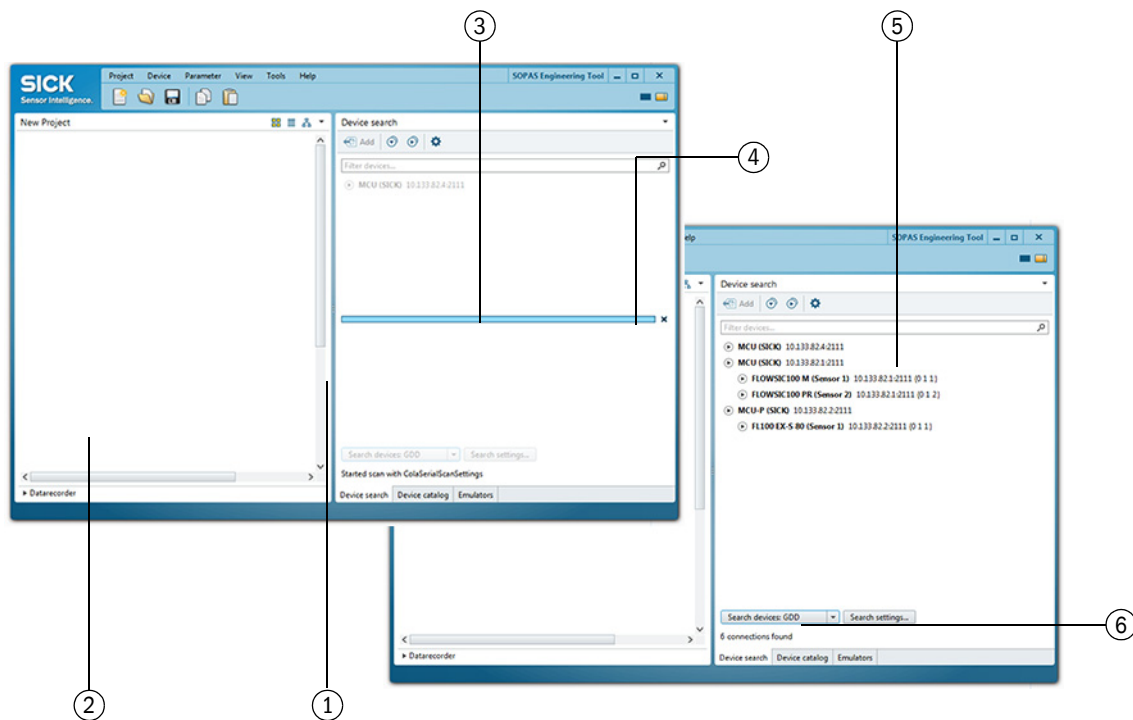 3
5
SICK
Sensor Intelligence.
Project Device Parameter View Tools Help
SOPAS Engineering Tool
New Project
Device search
Add
Filter devices...
4
MCU (SICK) 10.133.82.4:2111
Search devices: GDD Search settings...
Started scan with ColaSerialScanSettings
Datarecorder
Device search Device catalog Emulators
elp
SOPAS Engineering Tool
Device search
Add
Filter devices...
MCU (SICK) 10.133.82.4:2111
MCU (SICK) 10.133.82.1:2111
FLOWSIC100 M (Sensor 1) 10.133.82.1:2111 (0 1 1)
FLOWSIC100 PR (Sensor 2) 10.133.82.1:2111 (0 1 2)
MCU-P (SICK) 10.133.82.2:2111
FL100 EX-S-80 (Sensor 1) 10.133.82.2:2111 (0 1 1)
Search devices: GDD Search settings...
6
6 connections found
Datarecorder
Device search Device catalog Emulators
2
1